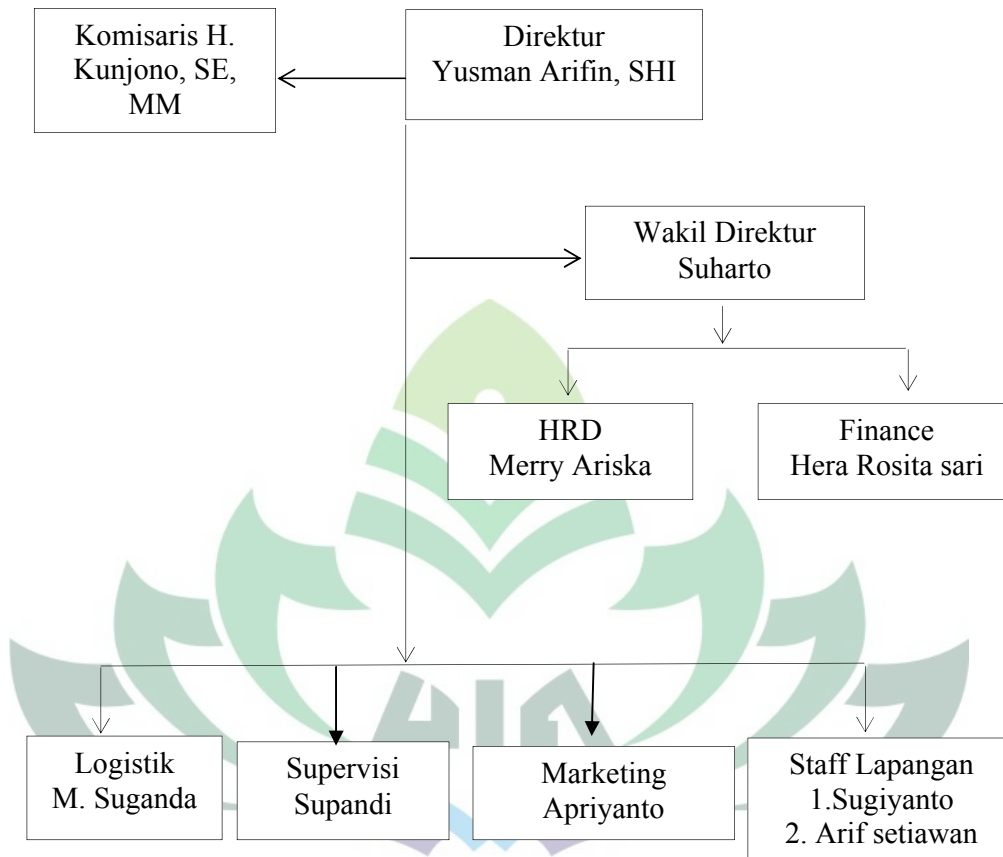 Komisaris H.
Kunjono, SE,
MM
Direktur
Yusman Arifin, SHI
Wakil Direktur
Suharto
HRD
Merry Ariska
Finance
Hera Rosita sari
Logistik
M. Suganda
Supervisi
Supandi
Marketing
Apriyanto
Staff Lapangan
1.Sugiyanto
2. Arif setiawan